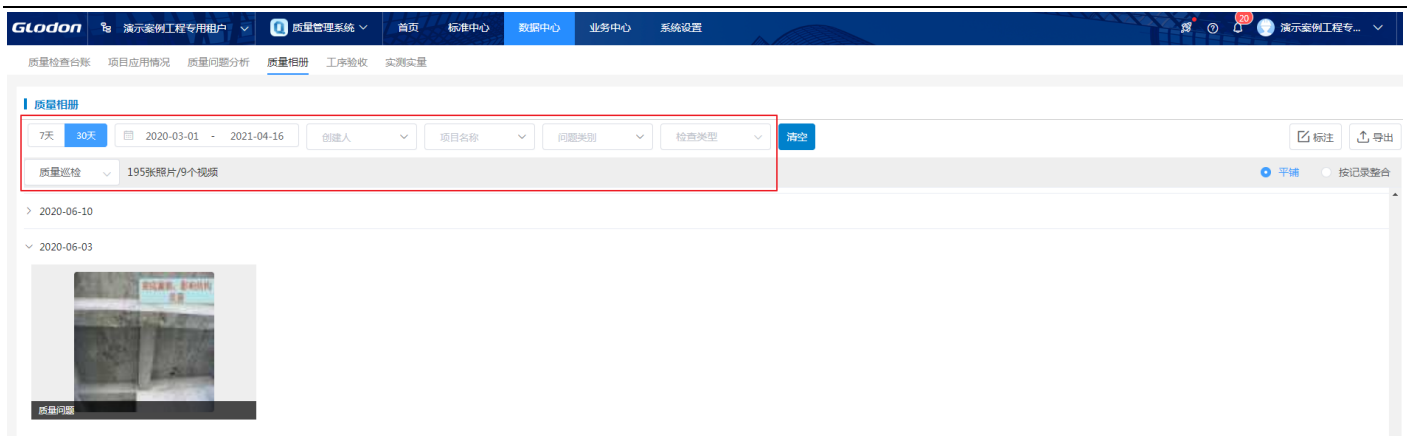 GLODON 演示案例工程专用租户 质量管理系统 首页 标准中心 数据中心 业务中心 系统设置 20 演示案例工程专...
质量检查台账 项目应用情况 质量问题分析 质量相册 工序验收 实测实量
质量相册
7天 30天 2020-03-01 - 2021-04-16 创建人 项目名称 问题类别 检查类型 清空 标注 导出
质量巡检 195张照片/9个视频 平铺 按记录整合
2020-06-10
2020-06-03
质量问题